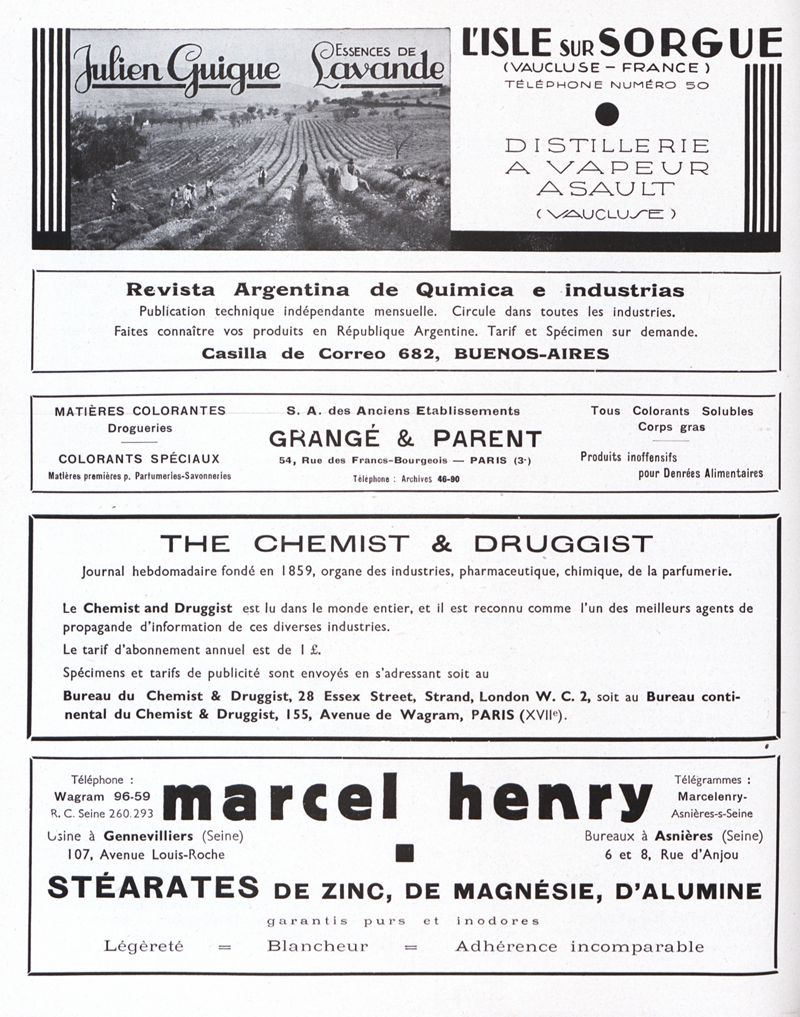 Julien Guigue
ESSENCES DE
Lavande
L'ISLE SUR SORGUE
(VAUCLUSE – FRANCE)
TÉLÉPHONE NUMÉRO 50
DISTILLERIE
A VAPEUR
A SAULT
(VAUCLUSE)
Revista Argentina de Quimica e industrias
Publication technique indépendante mensuelle. Circule dans toutes les industries.
Faites connaître vos produits en République Argentine. Tarif et Spécimen sur demande.
Casilla de Correo 682, BUENOS-AIRES
MATIÈRES COLORANTES
Drogueries
COLORANTS SPÉCIAUX
Matières premières p. Parfumeries-Savonneries
S. A. des Anciens Etablissements
GRANGÉ & PARENT
54, Rue des Francs-Bourgeois — PARIS (3e)
Téléphone : Archives 46-90
Tous Colorants Solubles
Corps gras
Produits inoffensifs
pour Denrées Alimentaires
THE CHEMIST & DRUGGIST
Journal hebdomadaire fondé en 1859, organe des industries, pharmaceutique, chimique, de la parfumerie.
Le Chemist and Druggist est lu dans le monde entier, et il est reconnu comme l'un des meilleurs agents de
propagande d'information de ces diverses industries.
Le tarif d'abonnement annuel est de 1 £.
Spécimens et tarifs de publicité sont envoyés en s'adressant soit au
Bureau du Chemist & Druggist, 28 Essex Street, Strand, London W. C. 2, soit au Bureau conti-
nental du Chemist & Druggist, 155, Avenue de Wagram, PARIS (XVIIe).
Téléphone :
Wagram 96-59
R. C. Seine 260.293
marcel henry
Télégrammes :
Marcelenry-
Asnières-s-Seine
Usine à Gennevilliers (Seine)
107, Avenue Louis-Roche
Bureaux à Asnières (Seine)
6 et 8, Rue d'Anjou
STÉARATES DE ZINC, DE MAGNÉSIE, D'ALUMINE
garantis purs et inodores
Légèreté = Blancheur = Adhérence incomparable